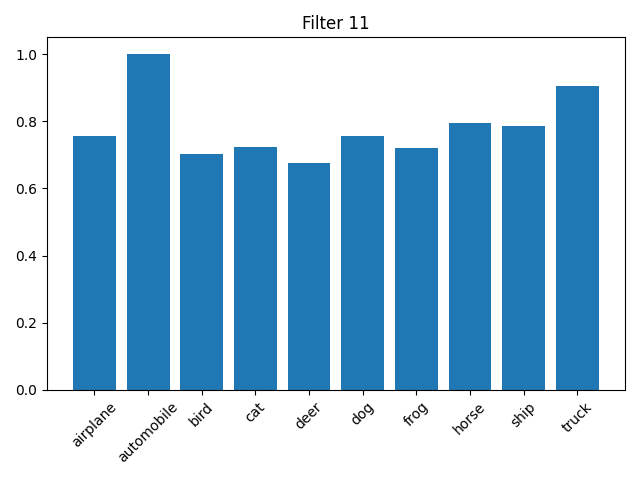 Filter 11
1.0
0.8
0.6
0.4
0.2
0.0
airplane
automobile
bird
cat
deer
dog
frog
horse
ship
truck